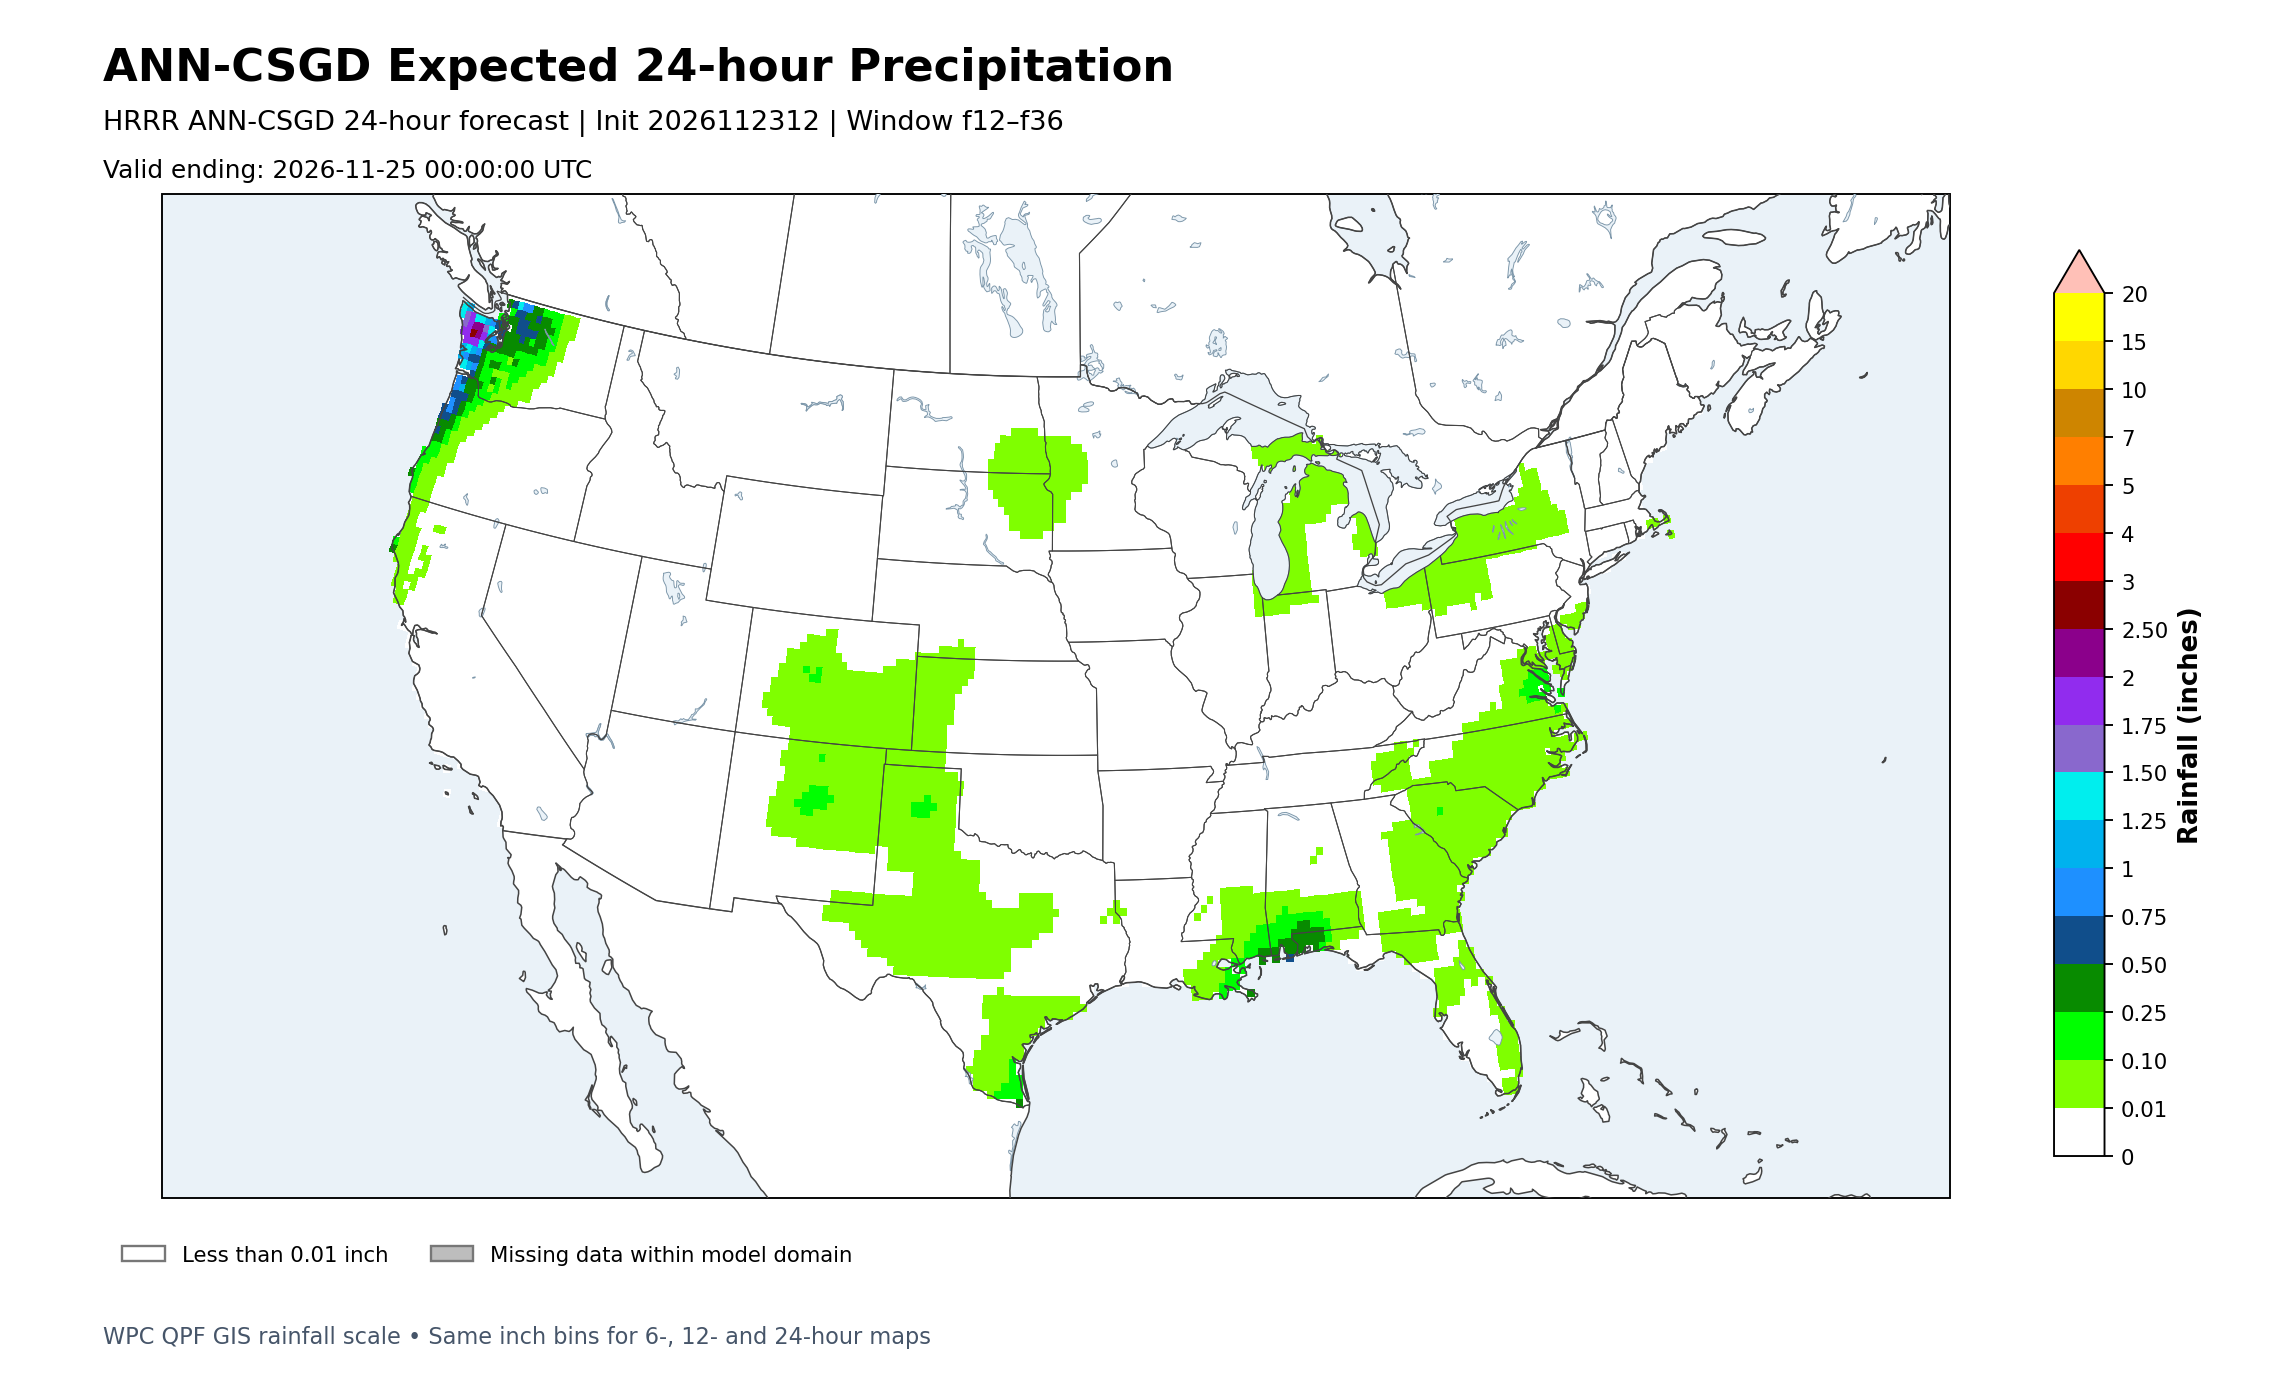 ANN-CSGD Expected 24-hour Precipitation
HRRR ANN-CSGD 24-hour forecast | Init 2026112312 | Window f12–f36
Valid ending: 2026-11-25 00:00:00 UTC
20
15
10
7
5
4
3
2.50
2
1.75
1.50
1.25
1
0.75
0.50
0.25
0.10
0.01
0
Rainfall (inches)
Less than 0.01 inch
Missing data within model domain
WPC QPF GIS rainfall scale • Same inch bins for 6-, 12- and 24-hour maps